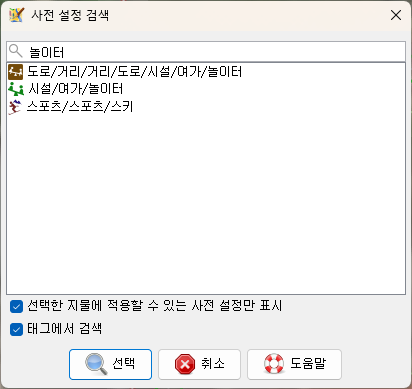 사전 설정 검색
놀이터
도로/거리/거리/도로/시설/여가/놀이터
시설/여가/놀이터
스포츠/스포츠/스키
선택한 지물에 적용할 수 있는 사전 설정만 표시
태그에서 검색
선택
취소
도움말